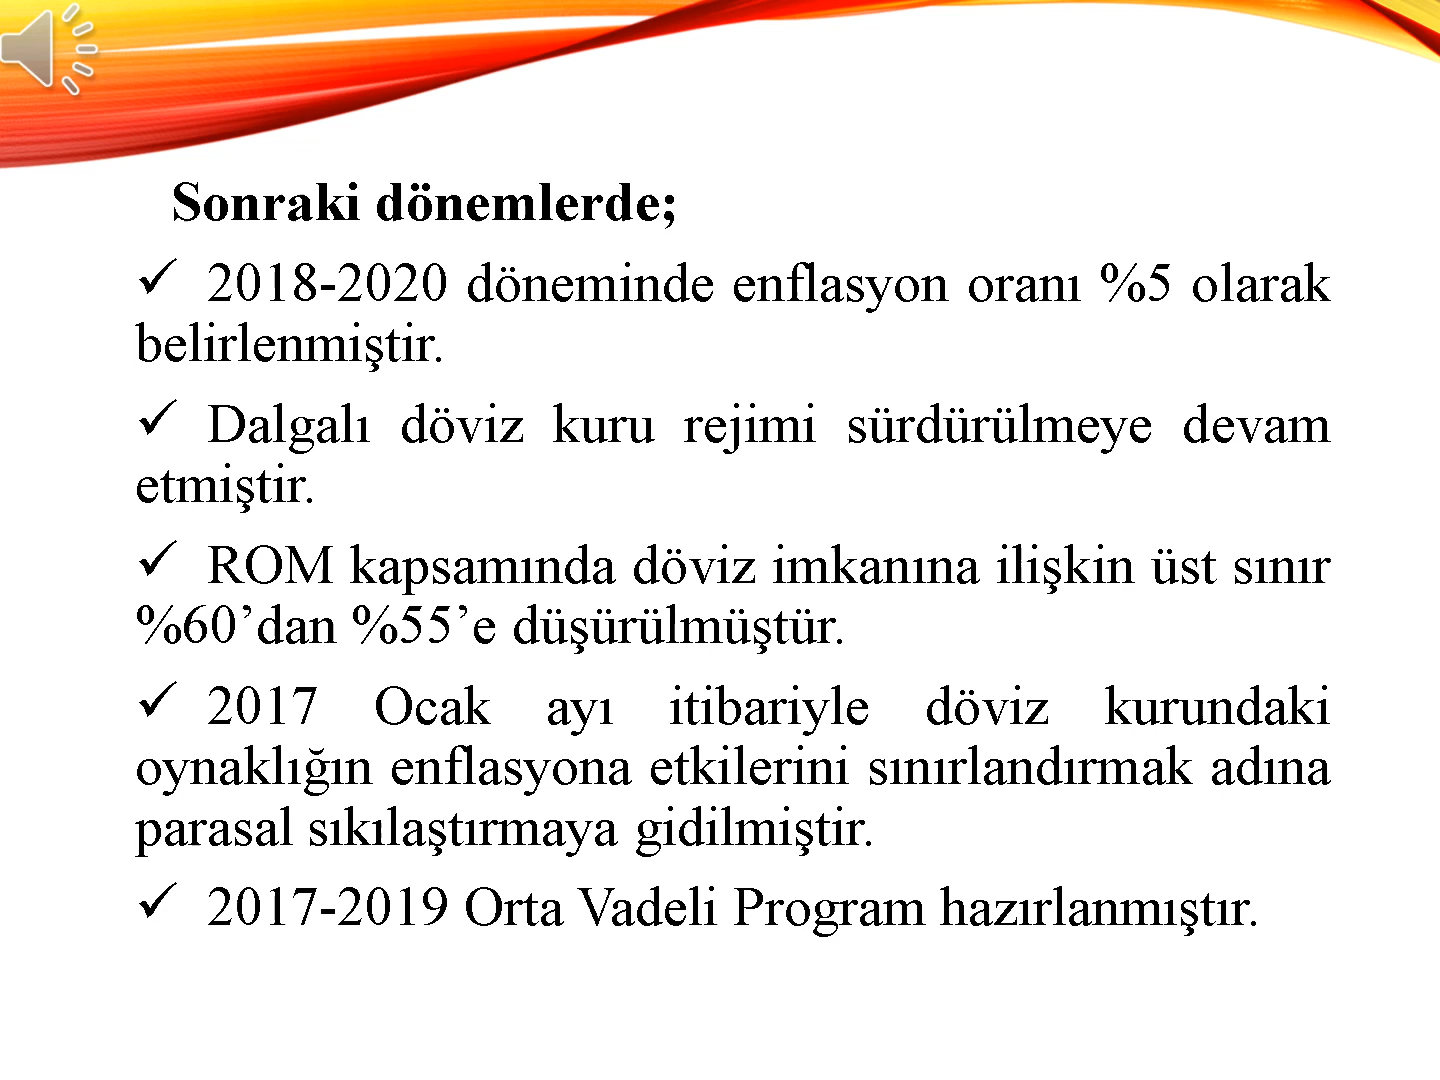 Sonraki dönemlerde;
✓ 2018-2020 döneminde enflasyon oranı %5 olarak
belirlenmiştir.
✓ Dalgalı döviz kuru rejimi sürdürülmeye devam
etmiştir.
✓ ROM kapsamında döviz imkanına ilişkin üst sınır
%60’dan %55’e düşürülmüştür.
✓ 2017 Ocak ayı itibariyle döviz kurundaki
oynaklığın enflasyona etkilerini sınırlandırmak adına
parasal sıkılaştırmaya gidilmiştir.
✓ 2017-2019 Orta Vadeli Program hazırlanmıştır.